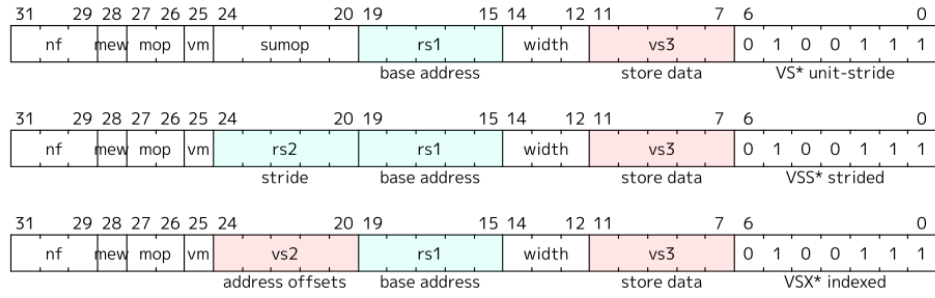 31 29 28 27 26 25 24 20 19 15 14 12 11 7 6 0
nf mew mop vm sumop rs1 width vs3 0 1 0 0 1 1 1
base address store data VS* unit-stride
31 29 28 27 26 25 24 20 19 15 14 12 11 7 6 0
nf mew mop vm rs2 rs1 width vs3 0 1 0 0 1 1 1
stride base address store data VSS* strided
31 29 28 27 26 25 24 20 19 15 14 12 11 7 6 0
nf mew mop vm vs2 rs1 width vs3 0 1 0 0 1 1 1
address offsets base address store data VSX* indexed